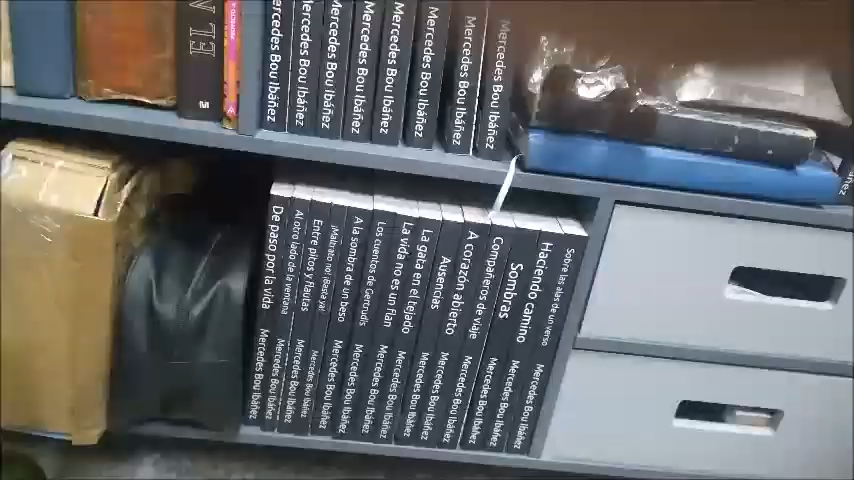 EL N
Mercedes Bou Ibáñez
Mercedes Bou Ibáñez
Mercedes Bou Ibáñez
Mercedes Bou Ibáñez
Mercedes Bou Ibáñez
Mercedes Bou Ibáñez
Mercedes Bou Ibáñez
Mercedes Bou Ibáñez
De paso por la vida Mercedes Bou Ibáñez
Al otro lado de la ventana Mercedes Bou Ibáñez
Entre pitos y flautas Mercedes Bou Ibáñez
¡Maltrato no! ¡Basta ya! Mercedes Bou Ibáñez
A la sombra de un beso Mercedes Bou Ibáñez
Los cuentos de Gertrudis Mercedes Bou Ibáñez
La vida no es un flan Mercedes Bou Ibáñez
La gata en el tejado Mercedes Bou Ibáñez
Ausencias Mercedes Bou Ibáñez
A corazón abierto Mercedes Bou Ibáñez
Compañeros de viaje Mercedes Bou Ibáñez
Sombras Mercedes Bou Ibáñez
Haciendo camino Mercedes Bou Ibáñez
Sobre las alas de un verso